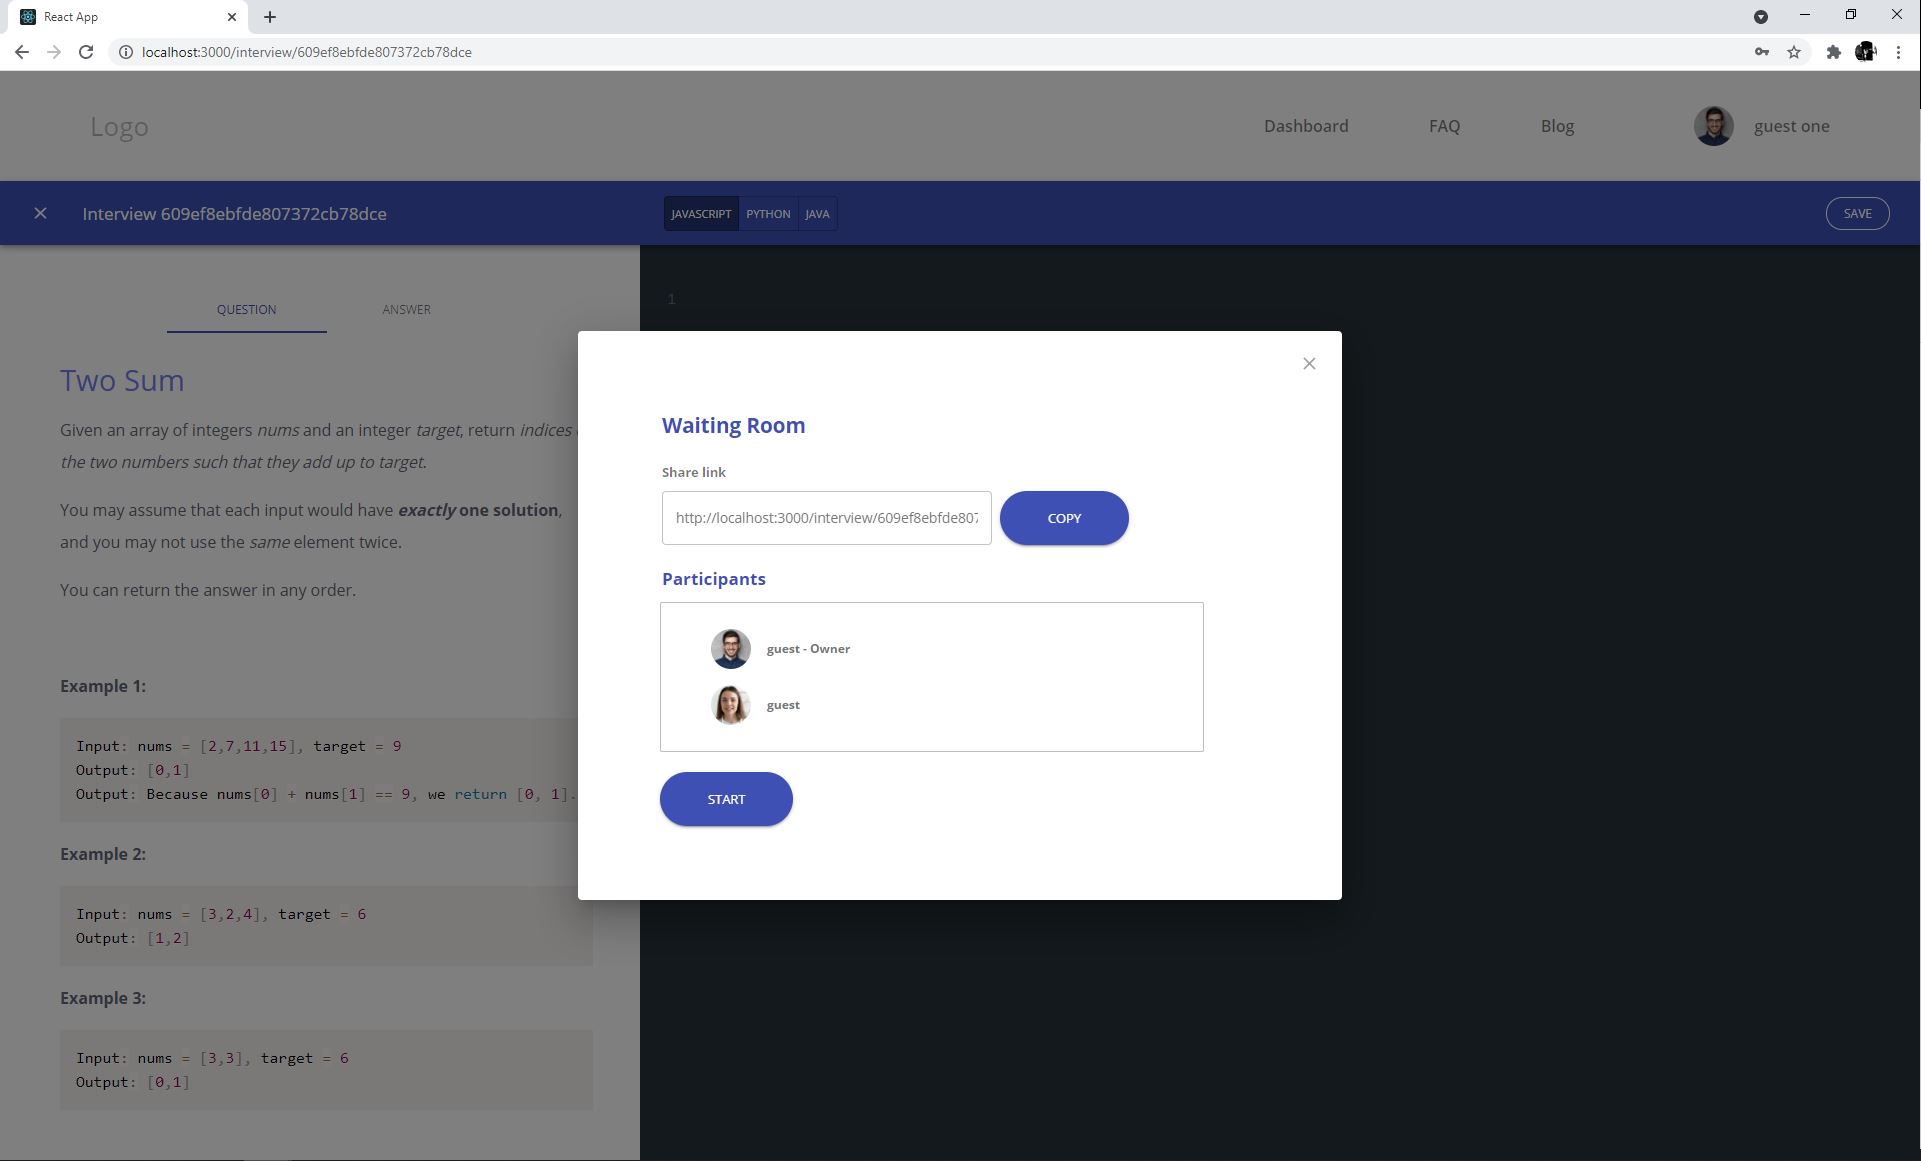 React App
localhost:3000/interview/609ef8ebfde807372cb78dce
Logo
Dashboard
FAQ
Blog
guest one
Interview 609ef8ebfde807372cb78dce
JAVASCRIPT
PYTHON
JAVA
SAVE
QUESTION
ANSWER
1
Two Sum
Given an array of integers nums and an integer target, return indices
the two numbers such that they add up to target.
You may assume that each input would have exactly one solution,
and you may not use the same element twice.
You can return the answer in any order.
Example 1:
Input: nums = [2,7,11,15], target = 9
Output: [0,1]
Output: Because nums[0] + nums[1] == 9, we return [0, 1].
Example 2:
Input: nums = [3,2,4], target = 6
Output: [1,2]
Example 3:
Input: nums = [3,3], target = 6
Output: [0,1]
Waiting Room
Share link
http://localhost:3000/interview/609ef8ebfde807
COPY
Participants
guest - Owner
guest
START